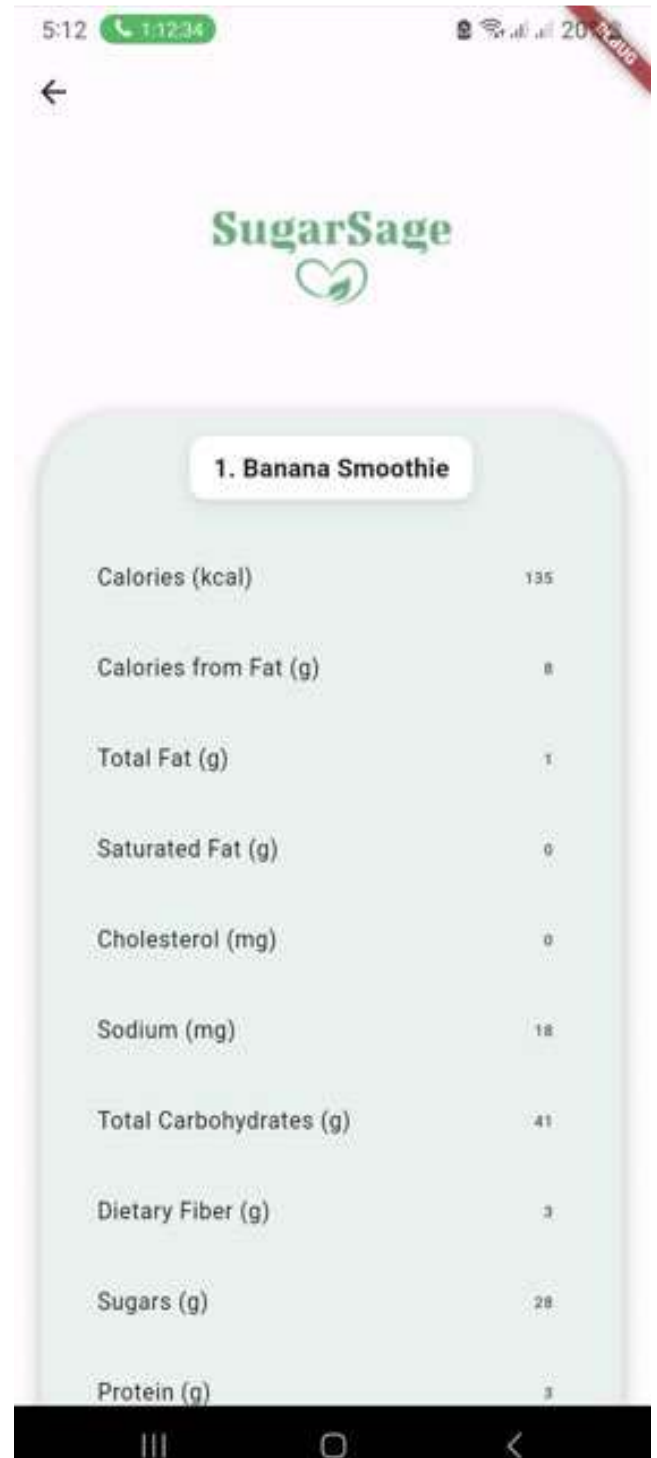 5:12 1:12:34 20
DEBUG
SugarSage
1. Banana Smoothie
Calories (kcal) 135
Calories from Fat (g) 8
Total Fat (g) 1
Saturated Fat (g) 0
Cholesterol (mg) 0
Sodium (mg) 18
Total Carbohydrates (g) 41
Dietary Fiber (g) 3
Sugars (g) 28
Protein (g) 3